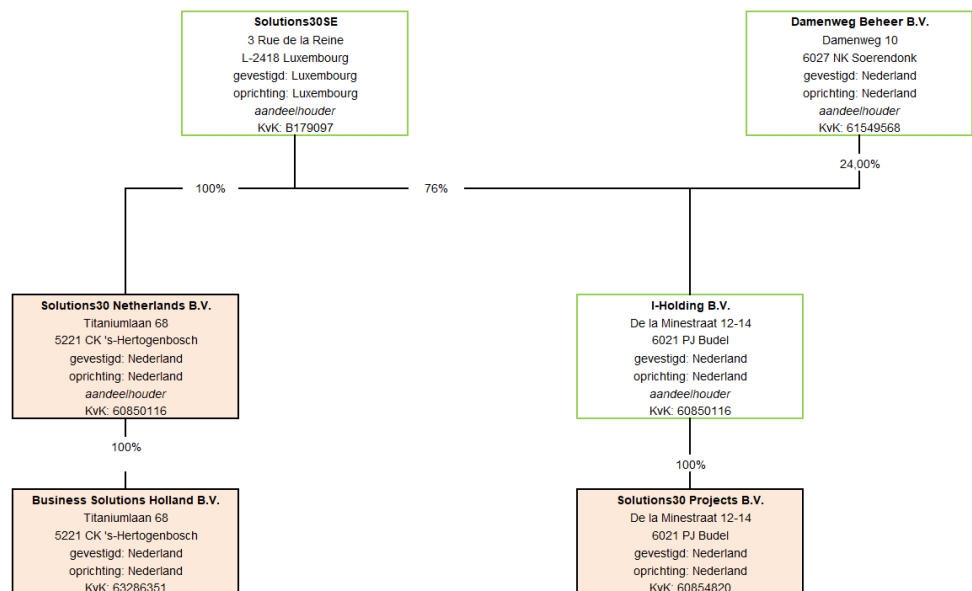 Solutions30SE
3 Rue de la Reine
L-2418 Luxembourg
gevestigd: Luxembourg
oprichting: Luxembourg
aandeelhouder
KvK: B179097
Damenweg Beheer B.V.
Damenweg 10
6027 NK Soerendonk
gevestigd: Nederland
oprichting: Nederland
aandeelhouder
KvK: 61549568
24,00%
100%
76%
Solutions30 Netherlands B.V.
Titaniumlaan 68
5221 CK 's-Hertogenbosch
gevestigd: Nederland
oprichting: Nederland
aandeelhouder
KvK: 60850116
I-Holding B.V.
De la Minestraat 12-14
6021 PJ Budel
gevestigd: Nederland
oprichting: Nederland
aandeelhouder
KvK: 60850116
100%
100%
Business Solutions Holland B.V.
Titaniumlaan 68
5221 CK 's-Hertogenbosch
gevestigd: Nederland
oprichting: Nederland
KvK: 63286351
Solutions30 Projects B.V.
De la Minestraat 12-14
6021 PJ Budel
gevestigd: Nederland
oprichting: Nederland
KvK: 60854820